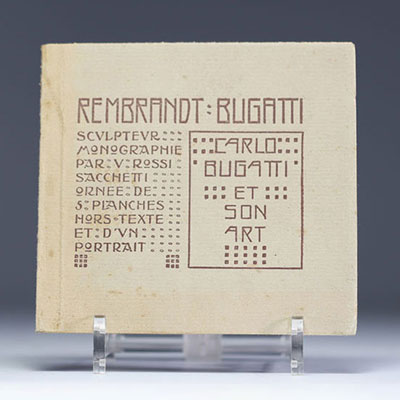 REMBRANDT : BUGATTI
SCVLPTEVR
MONOGRAPHIE
PAR V. ROSSI
SACCHETTI
ORNEE DE
5 PLANCHES
HORS TEXTE
ET D'VN
PORTRAIT
CARLO
BUGATTI
ET
SON
ART